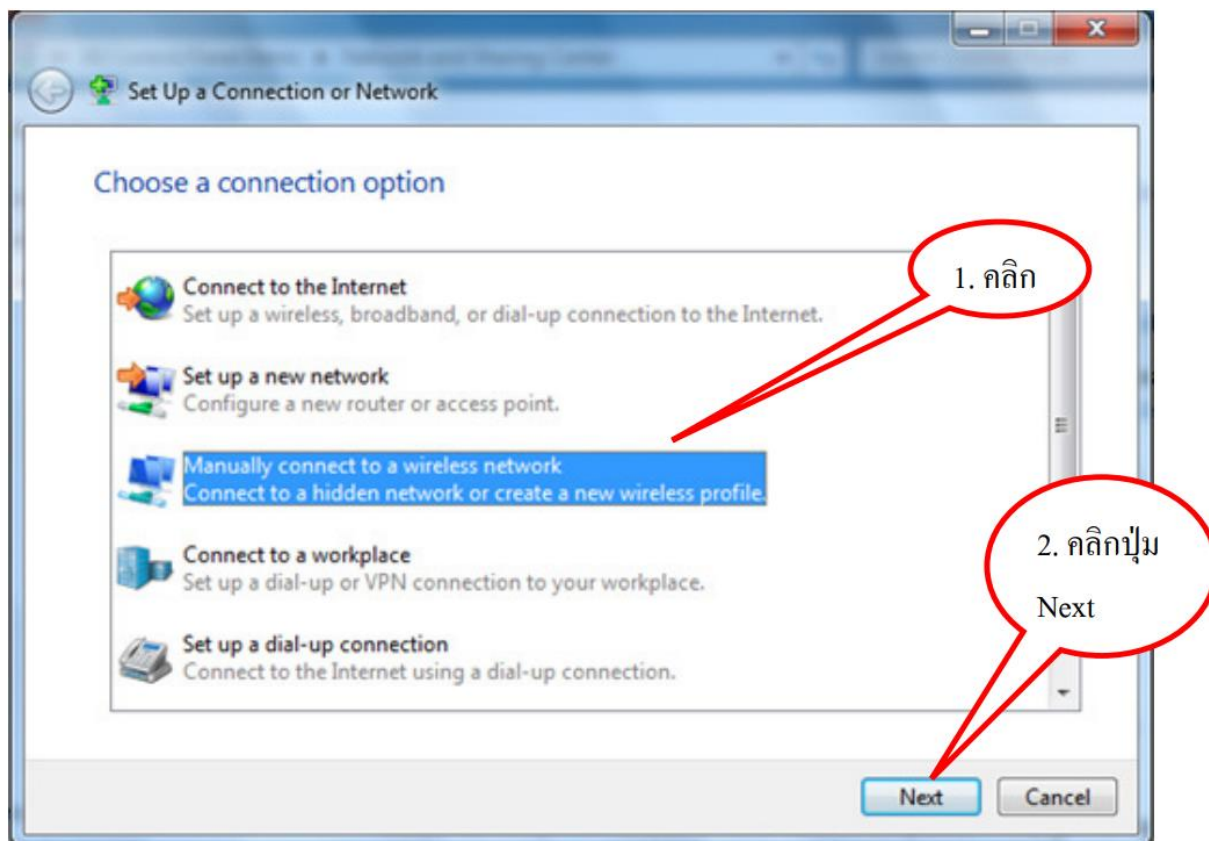 Set Up a Connection or Network
Choose a connection option
Connect to the Internet
Set up a wireless, broadband, or dial-up connection to the Internet.
Set up a new network
Configure a new router or access point.
Manually connect to a wireless network
Connect to a hidden network or create a new wireless profile.
Connect to a workplace
Set up a dial-up or VPN connection to your workplace.
Set up a dial-up connection
Connect to the Internet using a dial-up connection.
1. คลิก
2. คลิกปุ่ม
Next
Next
Cancel